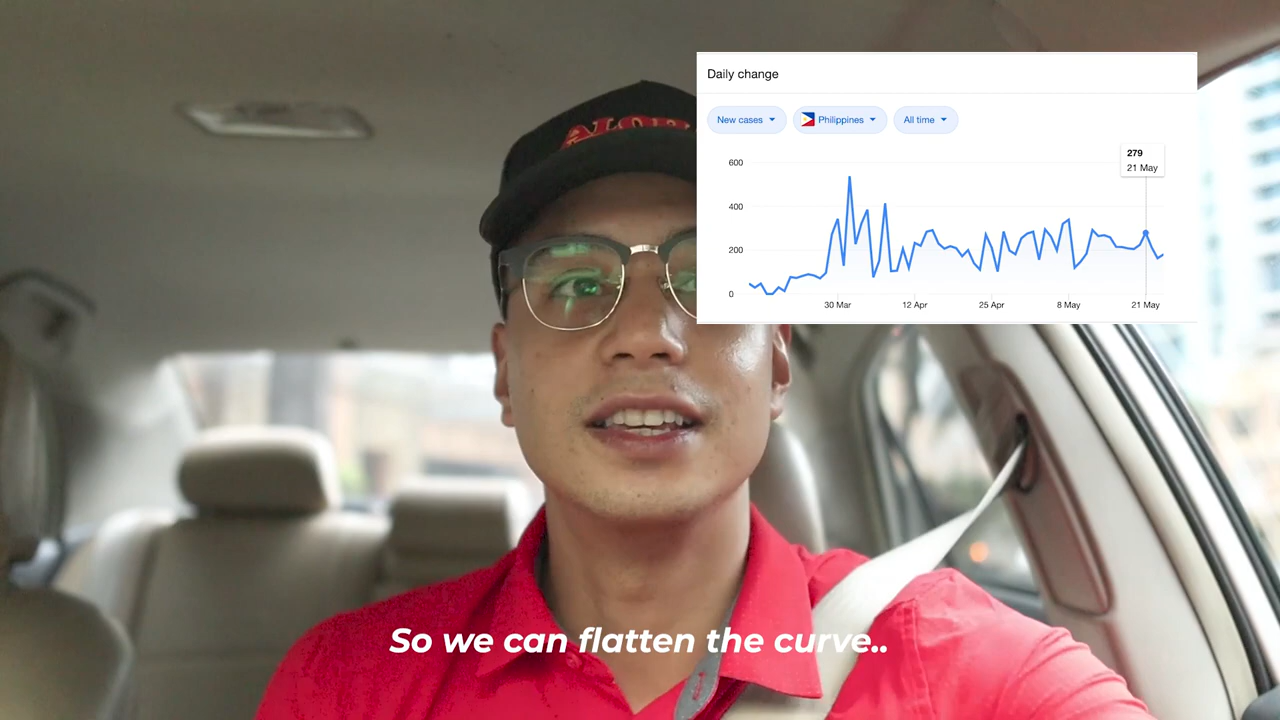 Daily change
New cases Philippines All time
279
21 May
600
400
200
0
30 Mar 12 Apr 25 Apr 8 May 21 May
So we can flatten the curve..